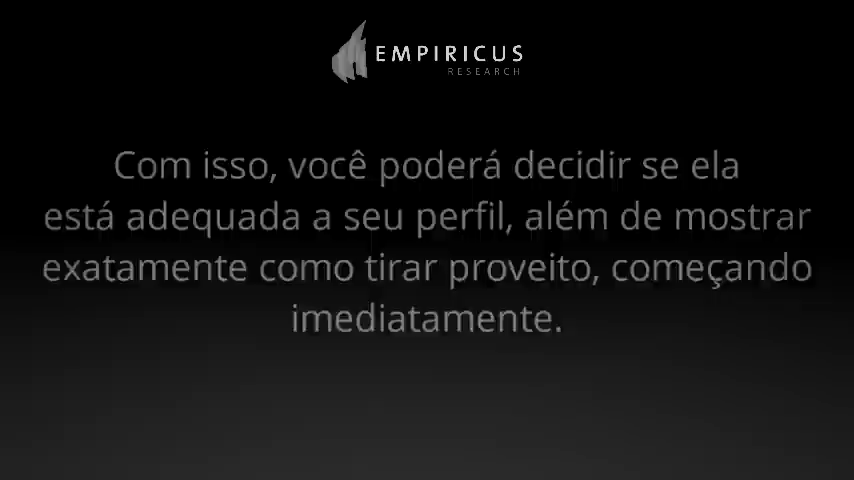 EMPIRICUS
RESEARCH
Com isso, você poderá decidir se ela
está adequada a seu perfil, além de mostrar
exatamente como tirar proveito, começando
imediatamente.